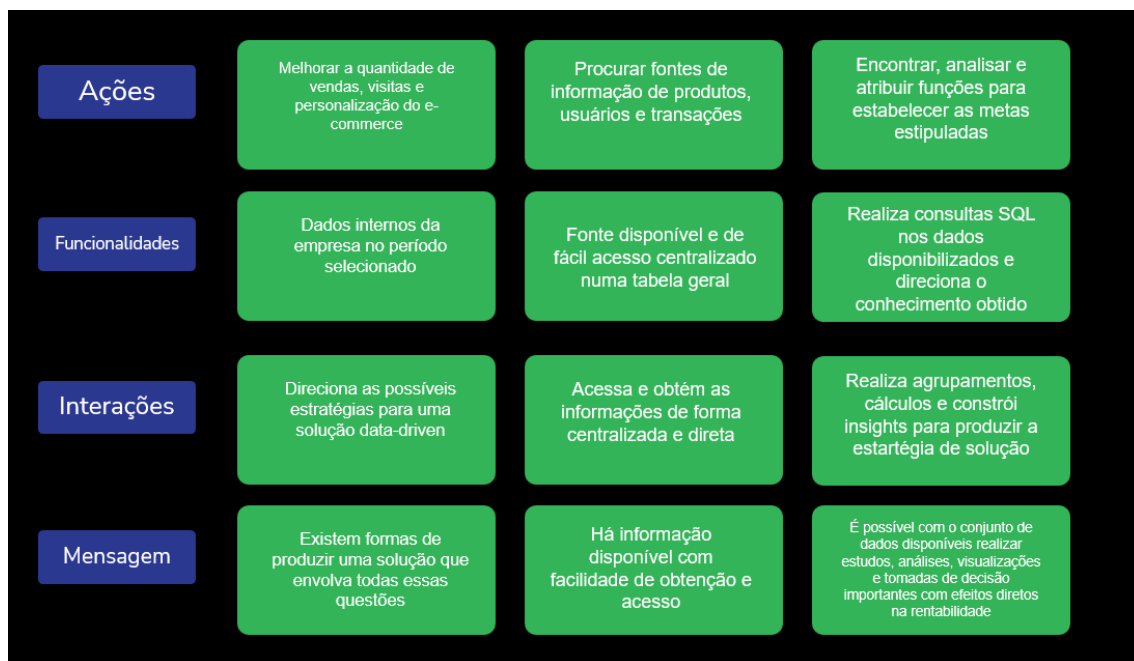 Ações
Melhorar a quantidade de
vendas, visitas e
personalização do e-
commerce
Procurar fontes de
informação de produtos,
usuários e transações
Encontrar, analisar e
atribuir funções para
estabelecer as metas
estipuladas
Funcionalidades
Dados internos da
empresa no período
selecionado
Fonte disponível e de
fácil acesso centralizado
numa tabela geral
Realiza consultas SQL
nos dados
disponibilizados e
direciona o
conhecimento obtido
Interações
Direciona as possíveis
estratégias para uma
solução data-driven
Acessa e obtém as
informações de forma
centralizada e direta
Realiza agrupamentos,
cálculos e constrói
insights para produzir a
estartégia de solução
Mensagem
Existem formas de
produzir uma solução que
envolva todas essas
questões
Há informação
disponível com
facilidade de obtenção e
acesso
É possível com o conjunto de
dados disponíveis realizar
estudos, análises, visualizações
e tomadas de decisão
importantes com efeitos diretos
na rentabilidade